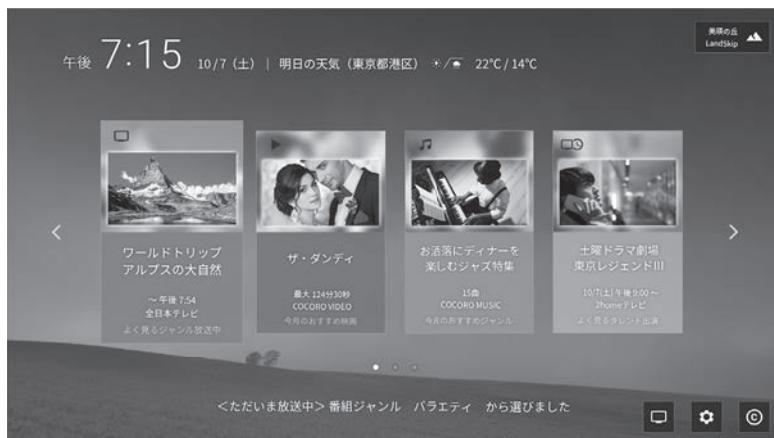 美瑛の丘
LandSkip
午後 7:15 10/7 (土) | 明日の天気（東京都港区） 22℃ / 14℃
ワールドトリップ
アルプスの大自然
～ 午後 7:54
全日本テレビ
よく見るジャンル放送中
ザ・ダンディ
最大 124分30秒
COCORO VIDEO
今月のおすすめ映画
お洒落にディナーを
楽しむジャズ特集
15曲
COCORO MUSIC
今月のおすすめジャンル
土曜ドラマ劇場
東京レジェンドIII
10/7(土) 午後 9:00～
2homeテレビ
よく見るタレント出演
＜ただいま放送中＞ 番組ジャンル　バラエティ　から選びました